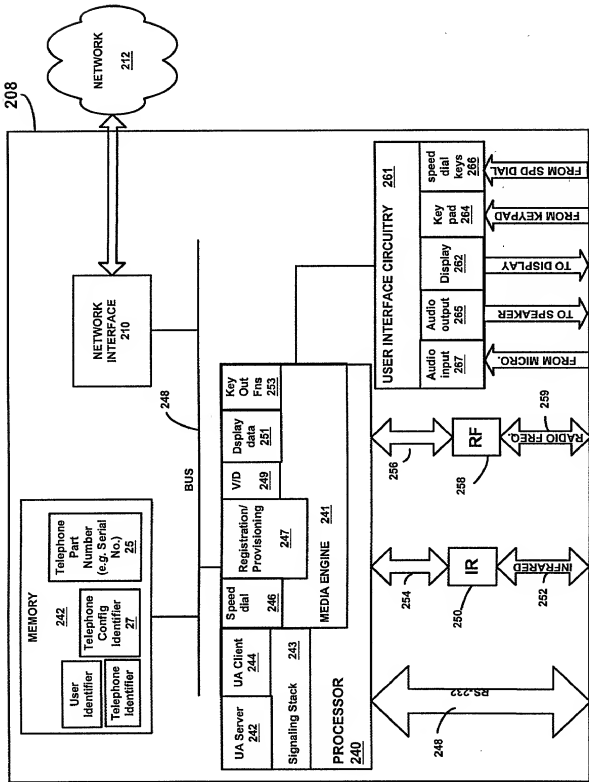 208
NETWORK
212
NETWORK
INTERFACE
210
248
BUS
MEMORY
242
User
Identifier
Telephone
Identifier
Telephone
Config
Identifier
27
Telephone
Part
Number
(e.g. Serial
No.)
25
UA Server
242
UA Client
244
Signaling Stack
243
PROCESSOR
240
Speed
dial
246
Registration/
Provisioning
247
V/D
249
Dsplay
data
251
Key
Out
Fns
253
MEDIA ENGINE
241
USER INTERFACE CIRCUITRY
261
Audio
input
267
Audio
output
265
Display
262
Key
pad
264
speed
dial
keys
266
FROM MICRO.
TO SPEAKER
TO DISPLAY
FROM KEYPAD
FROM SPD DIAL
RS-232
248
254
IR
250
INFRARED
252
256
RF
258
RADIO FREQ.
259